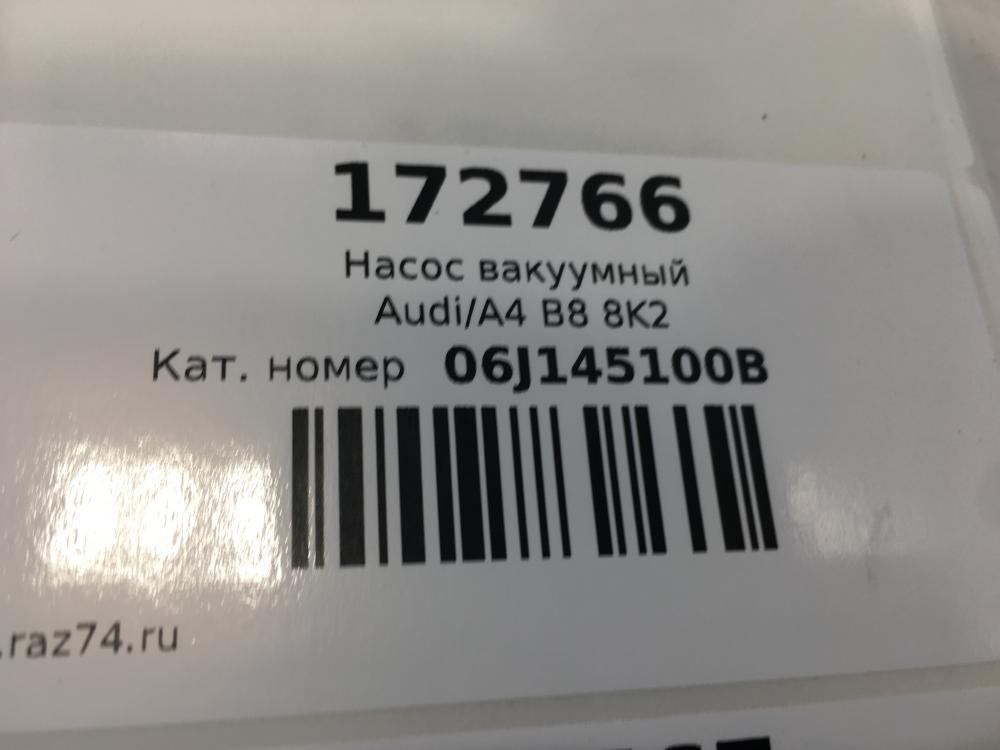 172766
Насос вакуумный
Audi/A4 B8 8K2
Кат. номер 06J145100B
.raz74.ru